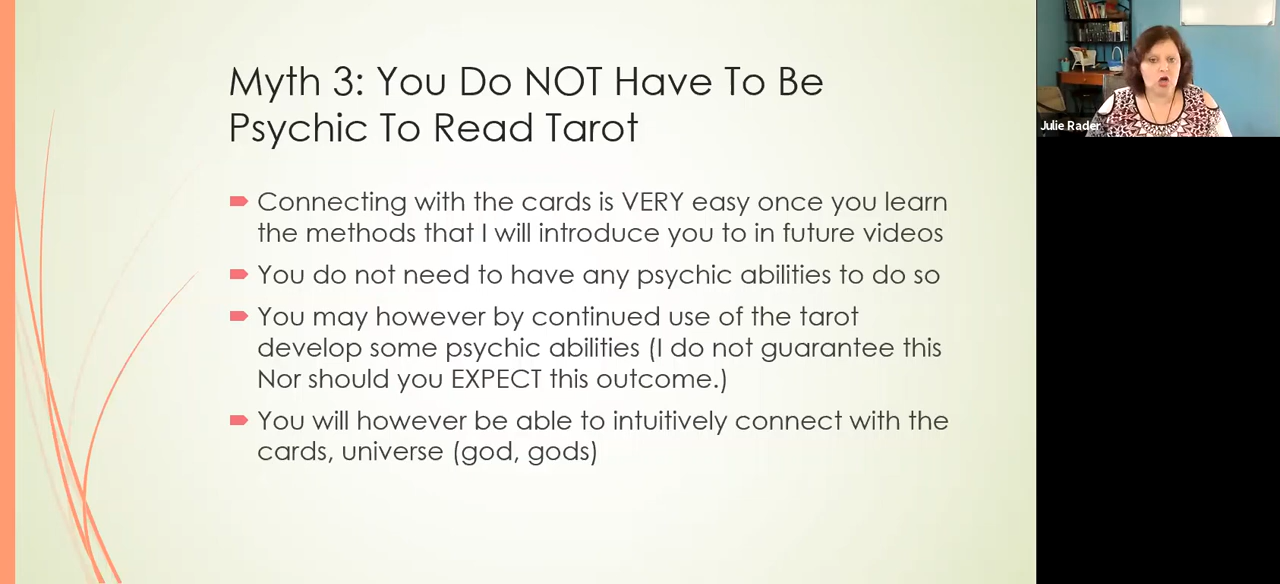 Myth 3: You Do NOT Have To Be
Psychic To Read Tarot
Connecting with the cards is VERY easy once you learn
the methods that I will introduce you to in future videos
You do not need to have any psychic abilities to do so
You may however by continued use of the tarot
develop some psychic abilities (I do not guarantee this
Nor should you EXPECT this outcome.)
You will however be able to intuitively connect with the
cards, universe (god, gods)
Julie Rader